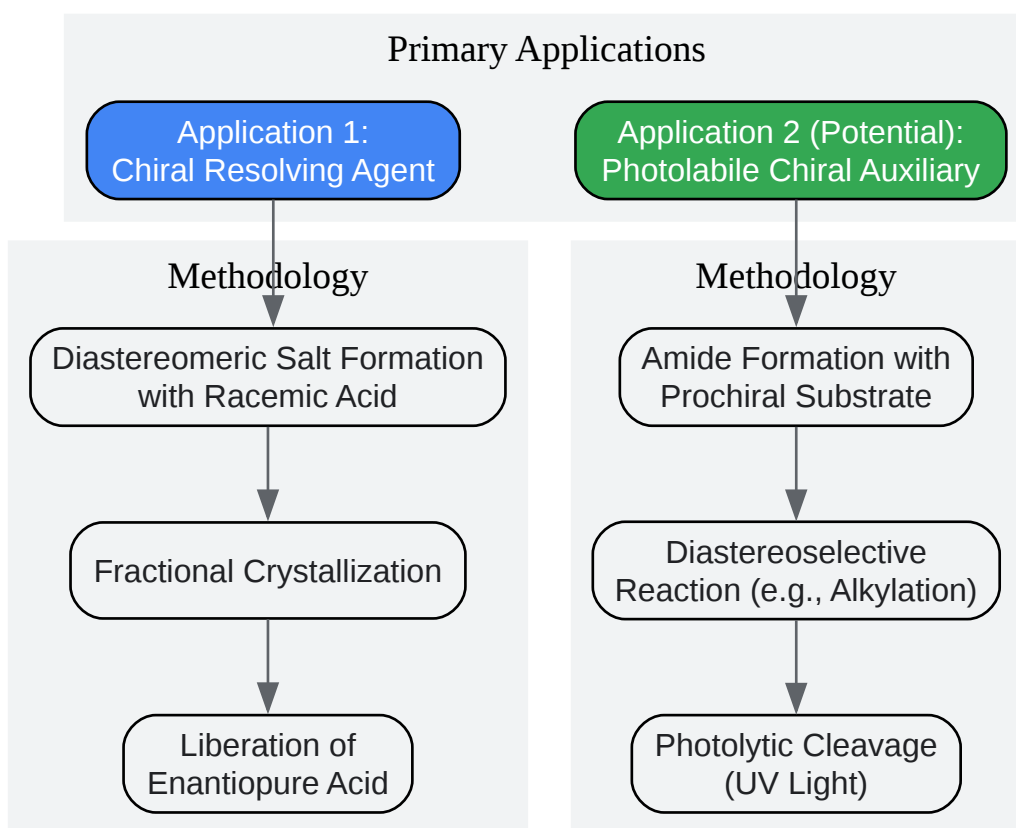 Primary Applications
Application 1:
Chiral Resolving Agent
Application 2 (Potential):
Photolabile Chiral Auxiliary
Methodology
Diastereomeric Salt Formation
with Racemic Acid
Fractional Crystallization
Liberation of
Enantiopure Acid
Methodology
Amide Formation with
Prochiral Substrate
Diastereoselective
Reaction (e.g., Alkylation)
Photolytic Cleavage
(UV Light)